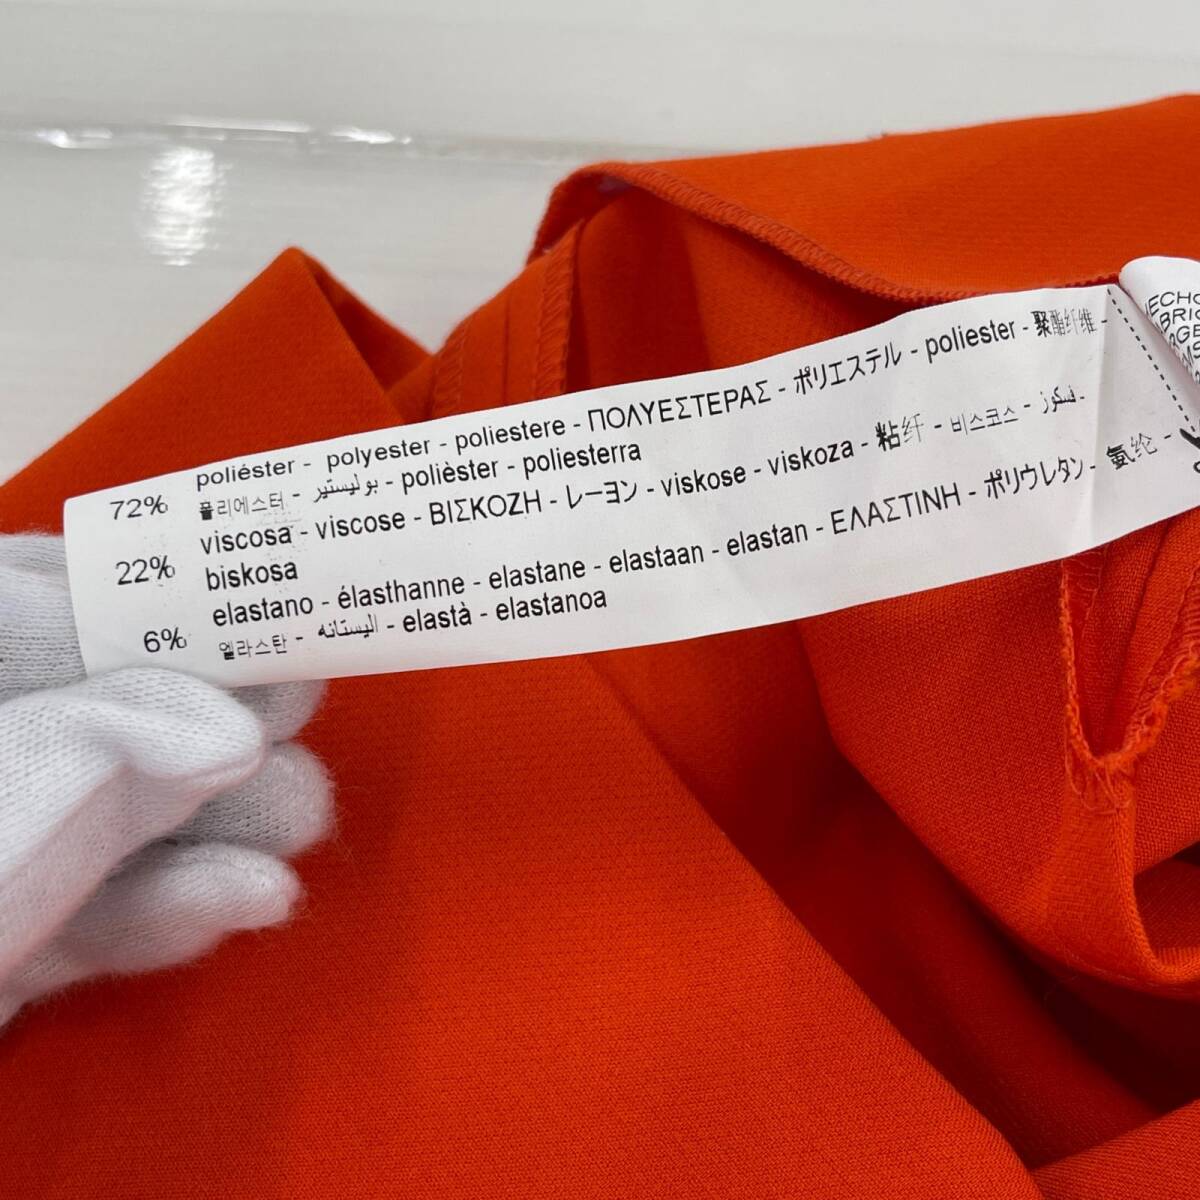 72% poliéster - polyester - poliestere - ΠΟΛΥΕΣΤΕΡΑΣ - ポリエステル - poliester - 聚酯纤维 -
폴리에스터 - بوليستير - polièster - poliesterra
22% viscosa - viscose - ΒΙΣΚΟΖΗ - レーヨン - viskose - viskoza - 粘纤 - 비스코스 - فسكوز -
biskosa
6% elastano - élasthanne - elastane - elastaan - elastan - ΕΛΑΣΤΙΝΗ - ポリウレタン - 氨纶 -
엘라스탄 - اليستانه - elastà - elastanoa